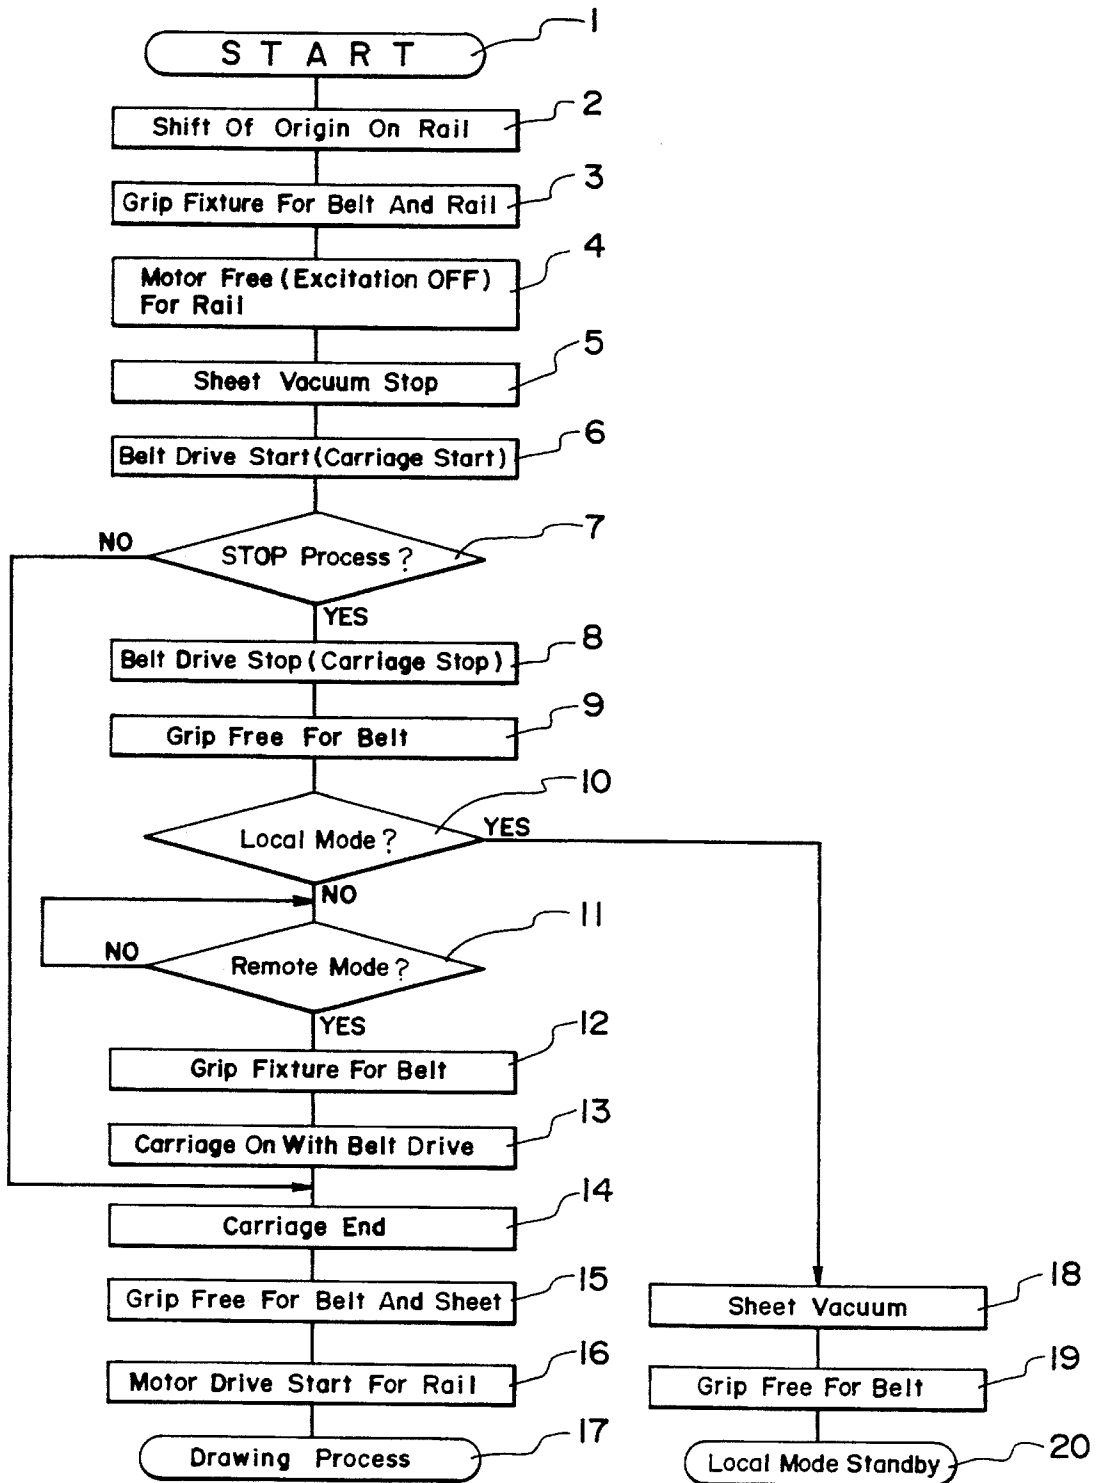 1
START
2
Shift Of Origin On Rail
3
Grip Fixture For Belt And Rail
4
Motor Free (Excitation OFF)
For Rail
5
Sheet Vacuum Stop
6
Belt Drive Start (Carriage Start)
7
NO
STOP Process?
YES
8
Belt Drive Stop (Carriage Stop)
9
Grip Free For Belt
10
Local Mode?
YES
NO
11
NO
Remote Mode?
YES
12
Grip Fixture For Belt
13
Carriage On With Belt Drive
14
Carriage End
15
Grip Free For Belt And Sheet
16
Motor Drive Start For Rail
17
Drawing Process
18
Sheet Vacuum
19
Grip Free For Belt
20
Local Mode Standby